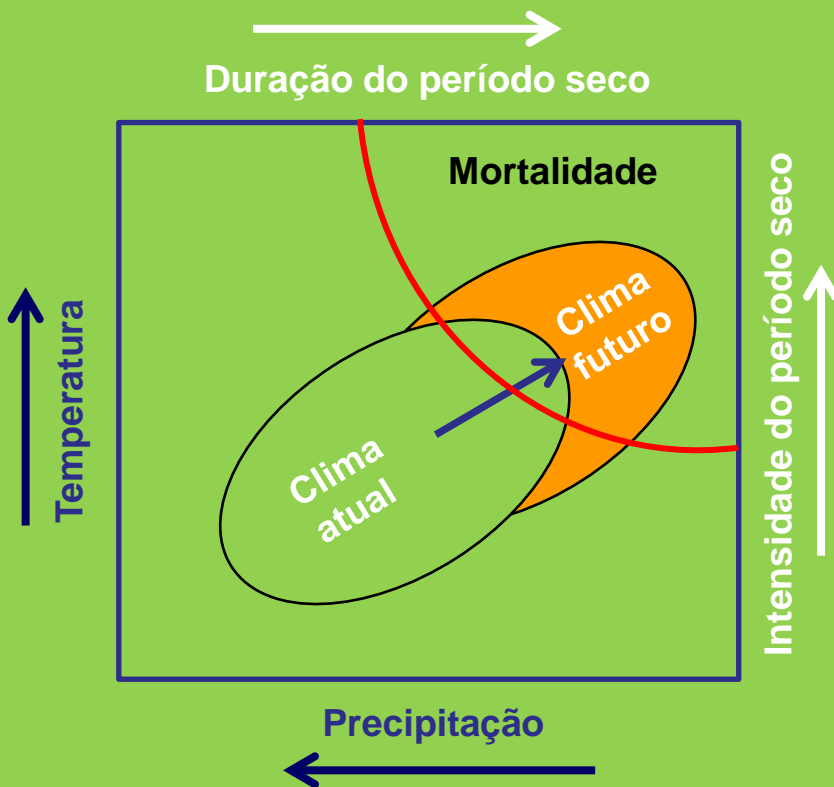 Duração do período seco
Mortalidade
Intensidade do período seco
Temperatura
Clima
futuro
Clima
atual
Precipitação